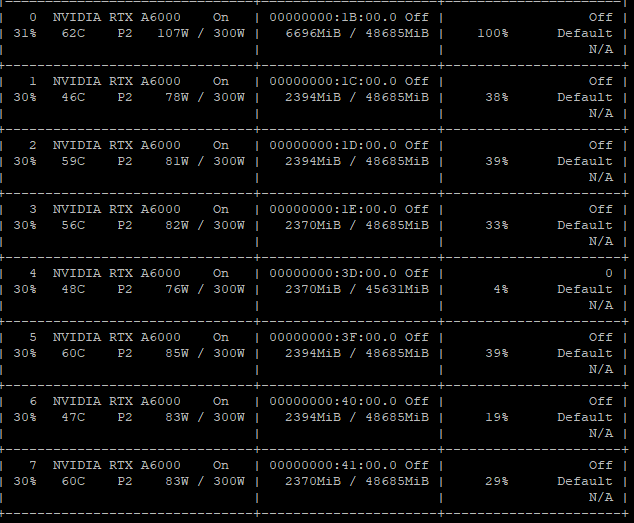 0 NVIDIA RTX A6000 On | 00000000:1B:00.0 Off | Off
31% 62C P2 107W / 300W | 6696MiB / 48685MiB | 100% Default
N/A
1 NVIDIA RTX A6000 On | 00000000:1C:00.0 Off | Off
30% 46C P2 78W / 300W | 2394MiB / 48685MiB | 38% Default
N/A
2 NVIDIA RTX A6000 On | 00000000:1D:00.0 Off | Off
30% 59C P2 81W / 300W | 2394MiB / 48685MiB | 39% Default
N/A
3 NVIDIA RTX A6000 On | 00000000:1E:00.0 Off | Off
30% 56C P2 82W / 300W | 2370MiB / 48685MiB | 33% Default
N/A
4 NVIDIA RTX A6000 On | 00000000:3D:00.0 Off | 0
30% 48C P2 76W / 300W | 2370MiB / 45631MiB | 4% Default
N/A
5 NVIDIA RTX A6000 On | 00000000:3F:00.0 Off | Off
30% 60C P2 85W / 300W | 2394MiB / 48685MiB | 39% Default
N/A
6 NVIDIA RTX A6000 On | 00000000:40:00.0 Off | Off
30% 47C P2 83W / 300W | 2394MiB / 48685MiB | 19% Default
N/A
7 NVIDIA RTX A6000 On | 00000000:41:00.0 Off | Off
30% 60C P2 83W / 300W | 2370MiB / 48685MiB | 29% Default
N/A